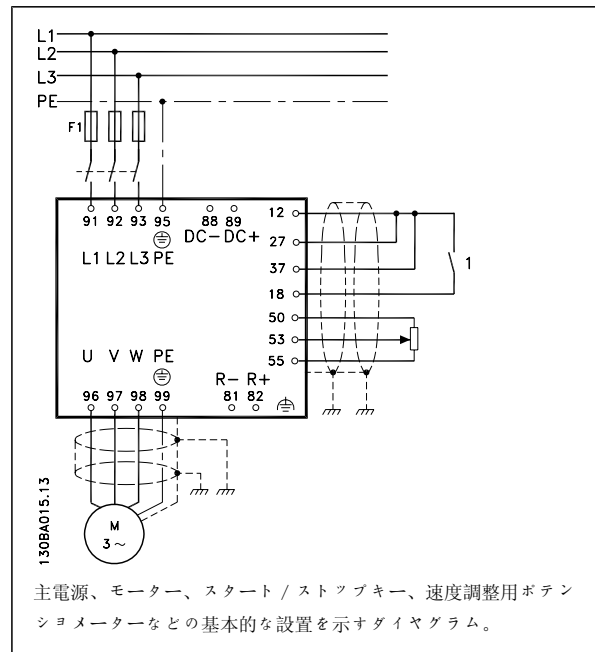 L1
L2
L3
PE
F1
91 92 93 95 88 89 12
DC- DC+
L1 L2 L3 PE
27
37
1
18
50
53
U V W PE
55
R- R+
96 97 98 99 81 82
M
3~
130BA015.13
主電源、モーター、スタート / ストップキー、速度調整用ポテン
ショメーターなどの基本的な設置を示すダイヤグラム。